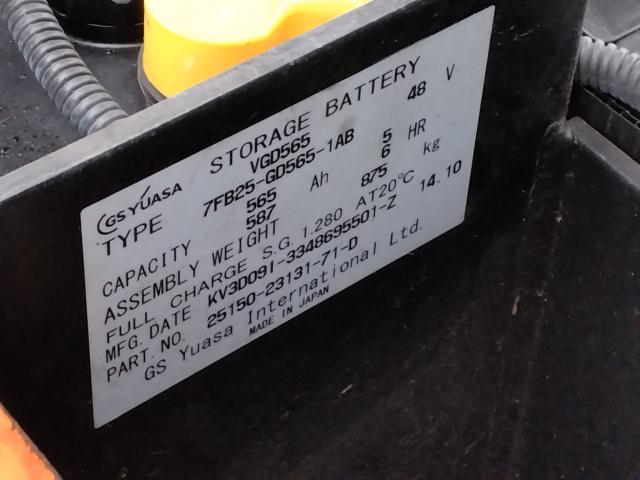 GS YUASA STORAGE BATTERY
TYPE VGD565 48 V
7FB25-GD565-1AB
CAPACITY 565 Ah 5 HR
587 6
ASSEMBLY WEIGHT 875 kg
FULL CHARGE S.G. 1.280 AT20℃
MFG. DATE KV3D09I-3348695501-Z 14.10
PART. NO. 25150-23131-71-D
GS Yuasa International Ltd.
MADE IN JAPAN